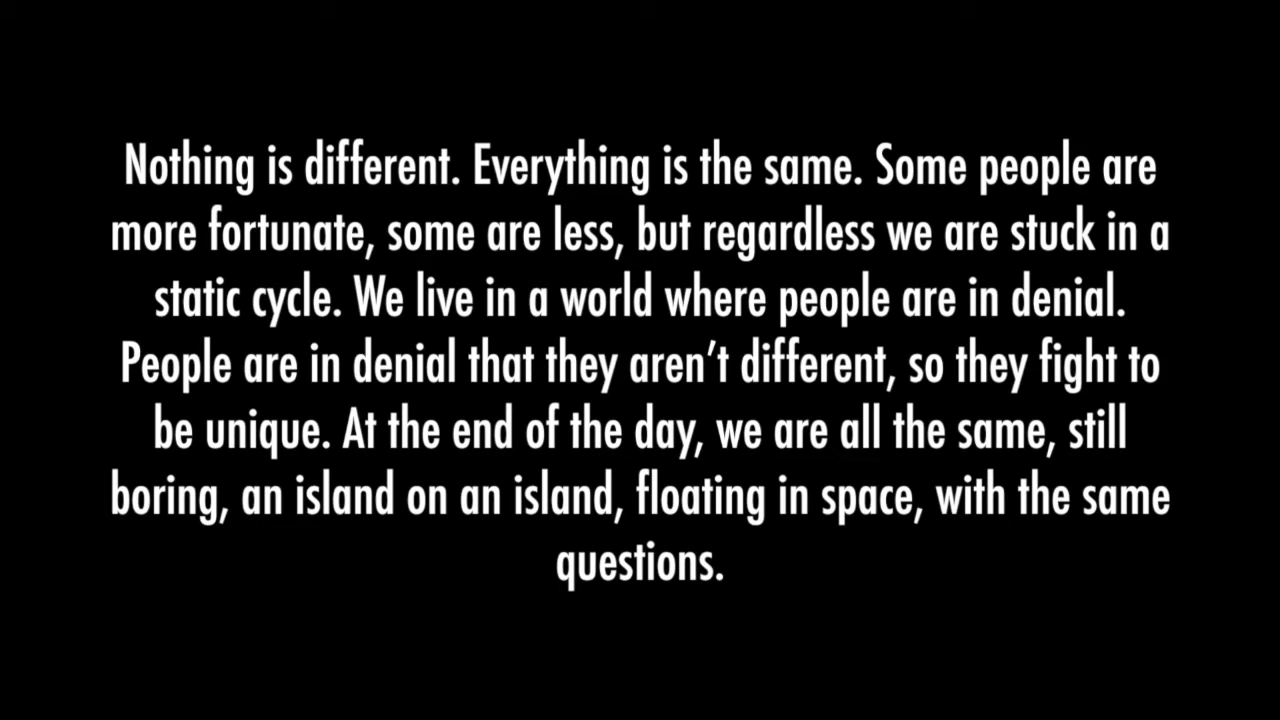 Nothing is different. Everything is the same. Some people are
more fortunate, some are less, but regardless we are stuck in a
static cycle. We live in a world where people are in denial.
People are in denial that they aren’t different, so they fight to
be unique. At the end of the day, we are all the same, still
boring, an island on an island, floating in space, with the same
questions.